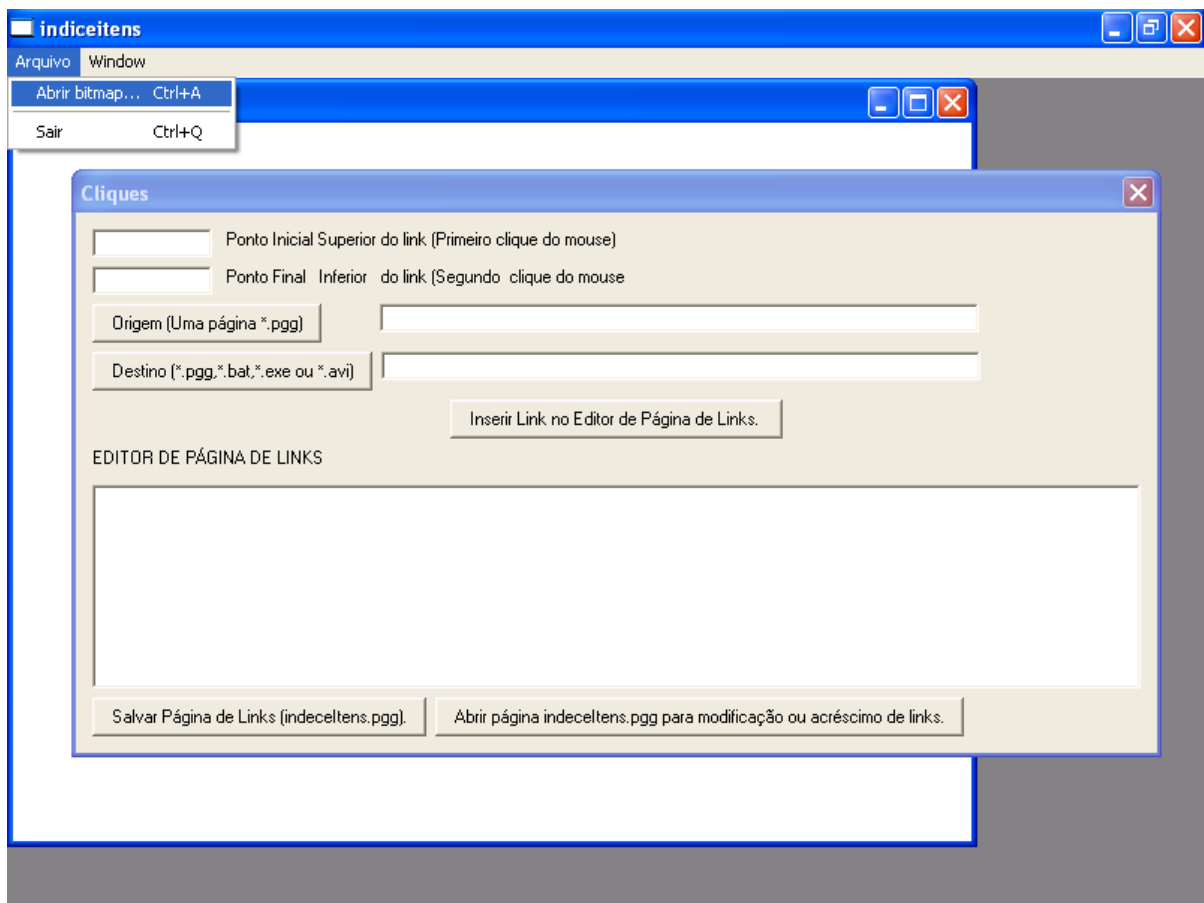 indiceitens
Arquivo Window
Abrir bitmap... Ctrl+A
Sair Ctrl+Q
Cliques
Ponto Inicial Superior do link (Primeiro clique do mouse)
Ponto Final Inferior do link (Segundo clique do mouse
Origem (Uma página *.pgg)
Destino (*.pgg,*.bat,*.exe ou *.avi)
Inserir Link no Editor de Página de Links.
EDITOR DE PÁGINA DE LINKS
Salvar Página de Links (indeceItens.pgg). Abrir página indeceItens.pgg para modificação ou acréscimo de links.